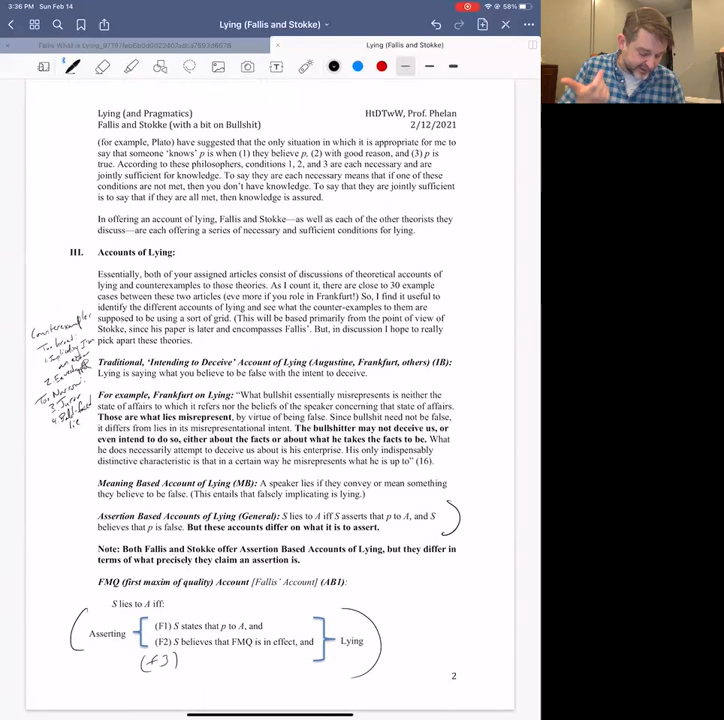 3:36 PM Sun Feb 14
58%
Lying (Fallis and Stokke)
Lying (Fallis and Stokke)
Lying (and Pragmatics)
HtDTwW, Prof. Phelan
Fallis and Stokke (with a bit on Bullshit)
2/12/2021
(for example, Plato) have suggested that the only situation in which it is appropriate for me to
say that someone ‘knows’ p is when (1) they believe p, (2) with good reason, and (3) p is
true. According to these philosophers, conditions 1, 2, and 3 are each necessary and are
jointly sufficient for knowledge. To say they are each necessary means that if one of these
conditions are not met, then you don’t have knowledge. To say that they are jointly sufficient
is to say that if they are all met, then knowledge is assured.
In offering an account of lying, Fallis and Stokke—as well as each of the other theorists they
discuss—are each offering a series of necessary and sufficient conditions for lying.
III. Accounts of Lying:
Essentially, both of your assigned articles consist of discussions of theoretical accounts of
lying and counterexamples to those theories. As I count it, there are close to 30 example
cases between these two articles (eve more if you role in Frankfurt!) So, I find it useful to
identify the different accounts of lying and see what the counter-examples to them are
supposed to be using a sort of grid. (This will be based primarily from the point of view of
Stokke, since his paper is later and encompass Fallis’. But, in discussion I hope to really
pick apart these theories.
Counterexamples
Too broad:
2. Equivocation
Too Narrow:
4. Bald-faced
lie
Traditional, ‘Intending to Deceive’ Account of Lying (Augustine, Frankfurt, others) (IB):
Lying is saying what you believe to be false with the intent to deceive.
For example, Frankfurt on Lying: “What bullshit essentially misrepresents is neither the
state of affairs to which it refers nor the beliefs of the speaker concerning that state of affairs.
Those are what lies misrepresent, by virtue of being false. Since bullshit need not be false,
it differs from lies in its misrepresentational intent. The bullshitter may not deceive us, or
even intend to do so, either about the facts or about what he takes the facts to be. What
he does necessarily attempt to deceive us about is his enterprise. His only indispensably
distinctive characteristic is that in a certain way he misrepresents what he is up to” (16).
Meaning Based Account of Lying (MB): A speaker lies if they convey or mean something
they believe to be false. (This entails that falsely implicating is lying.)
Assertion Based Accounts of Lying (General): S lies to A iff S asserts that p to A, and S
believes that p is false. But these accounts differ on what it is to assert.
Note: Both Fallis and Stokke offer Assertion Based Accounts of Lying, but they differ in
terms of what precisely they claim an assertion is.
FMQ (first maxim of quality) Account [Fallis’ Account] (AB1):
S lies to A iff:
(F1) S states that p to A, and
Asserting
(F2) S believes that FMQ is in effect, and
Lying
(F3)
2